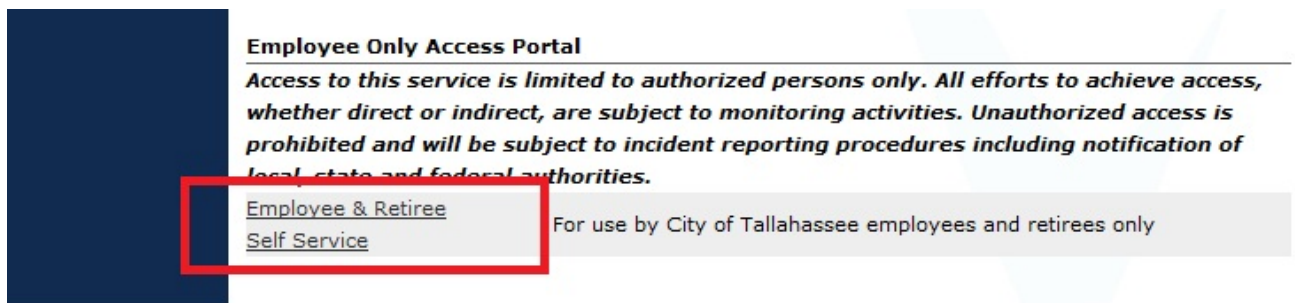 Employee Only Access Portal
Access to this service is limited to authorized persons only. All efforts to achieve access,
whether direct or indirect, are subject to monitoring activities. Unauthorized access is
prohibited and will be subject to incident reporting procedures including notification of
local, state and federal authorities.
Employee & Retiree
Self Service
For use by City of Tallahassee employees and retirees only